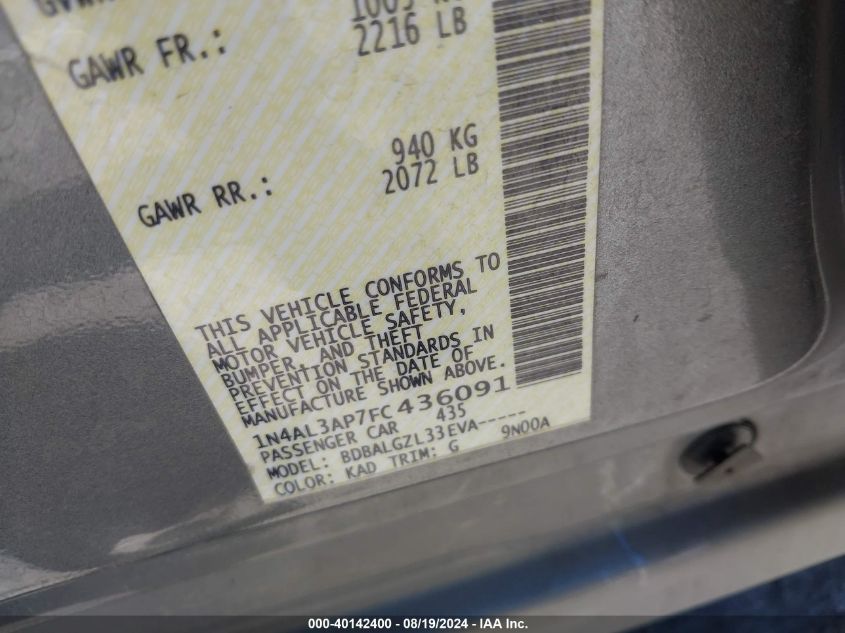 GAWR FR.:
2216 LB
940 KG
GAWR RR.: 2072 LB
THIS VEHICLE CONFORMS TO
ALL APPLICABLE FEDERAL
MOTOR VEHICLE SAFETY,
BUMPER, AND THEFT
PREVENTION STANDARDS IN
EFFECT ON THE DATE OF
MANUFACTURE SHOWN ABOVE.
1N4AL3AP7FC436091
PASSENGER CAR 435
MODEL: BDBALGZL33EVA-----
COLOR: KAD TRIM: G 9N00A
000-40142400 - 08/19/2024 - IAA Inc.